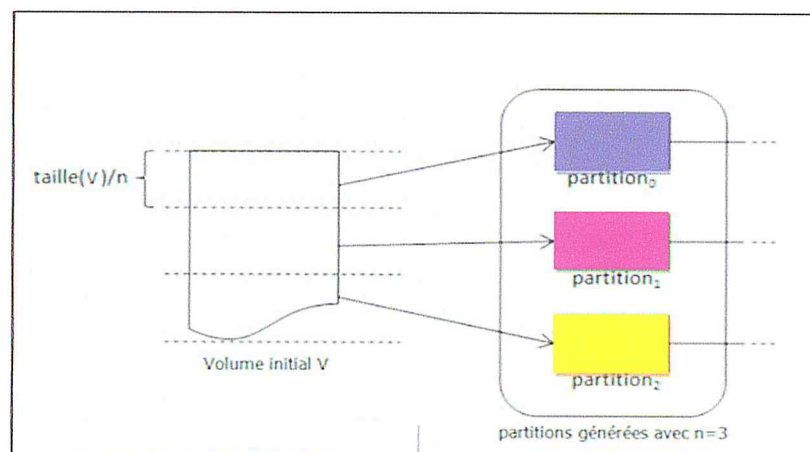 partition₀
taille(V)/n
partition₁
Volume initial V
partition₂
partitions générées avec n=3